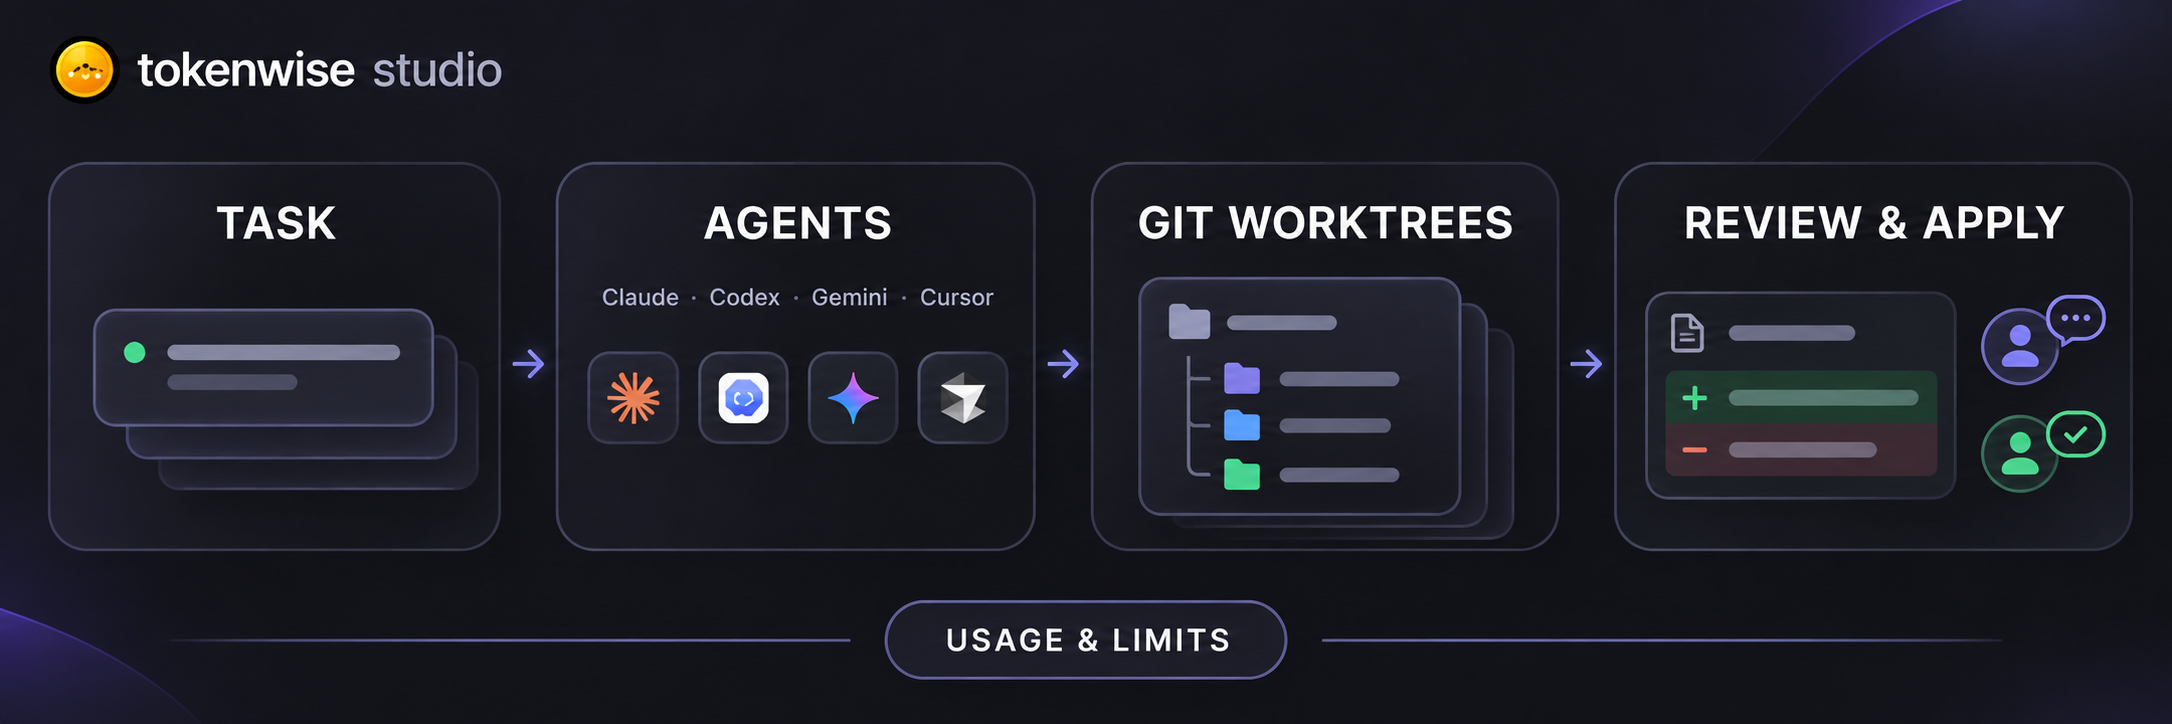 tokenwise studio
TASK
AGENTS
Claude · Codex · Gemini · Cursor
GIT WORKTREES
REVIEW & APPLY
USAGE & LIMITS